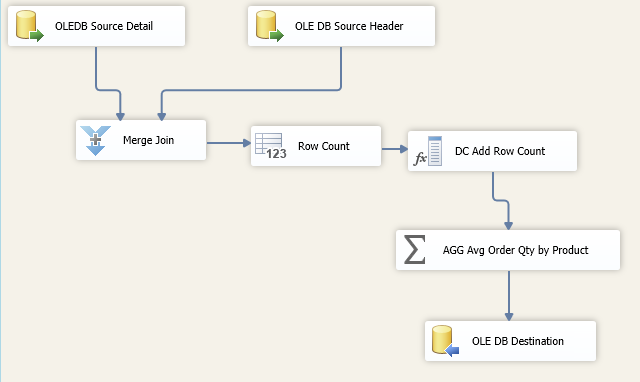 OLEDB Source Detail
OLE DB Source Header
Merge Join
Row Count
123
fx
DC Add Row Count
AGG Avg Order Qty by Product
OLE DB Destination